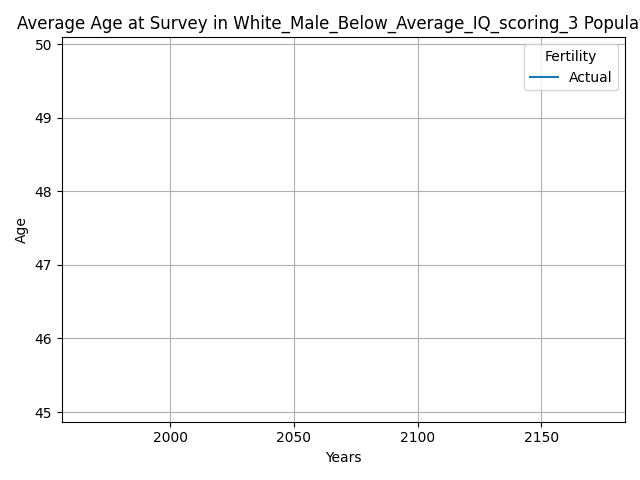 Average Age at Survey in White_Male_Below_Average_IQ_scoring_3 Popula
50
49
48
47
46
45
Age
Fertility
Actual
2000 2050 2100 2150
Years